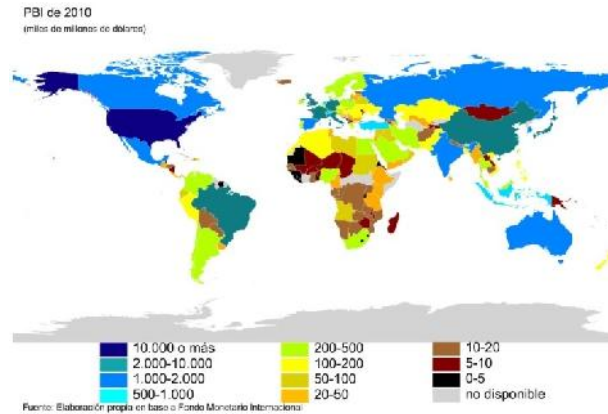 PBI de 2010
(miles de millones de dólares)
10.000 o más
2.000-10.000
1.000-2.000
500-1.000
200-500
100-200
50-100
20-50
10-20
5-10
0-5
no disponible
Fuente: Elaboración propia en base a Fondo Monetario Internacional